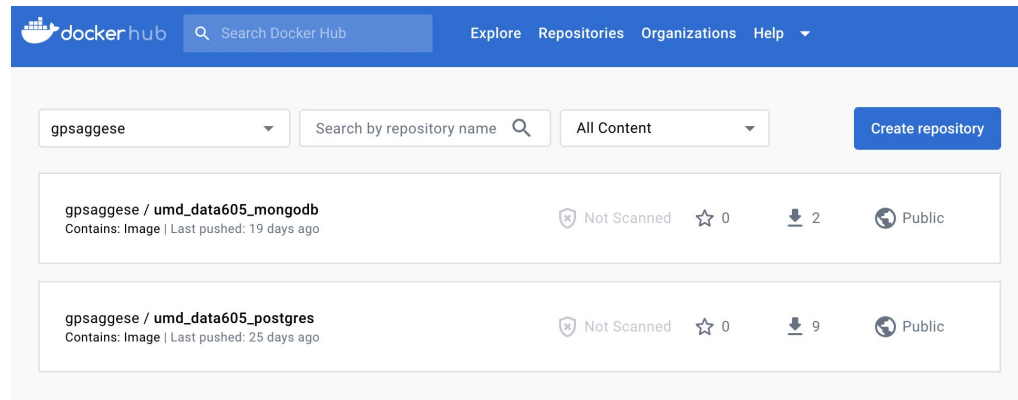 dockerhub
Search Docker Hub
Explore Repositories Organizations Help
gpsaggese
Search by repository name
All Content
Create repository
gpsaggese / umd_data605_mongodb
Contains: Image | Last pushed: 19 days ago
Not Scanned
0
2
Public
gpsaggese / umd_data605_postgres
Contains: Image | Last pushed: 25 days ago
Not Scanned
0
9
Public